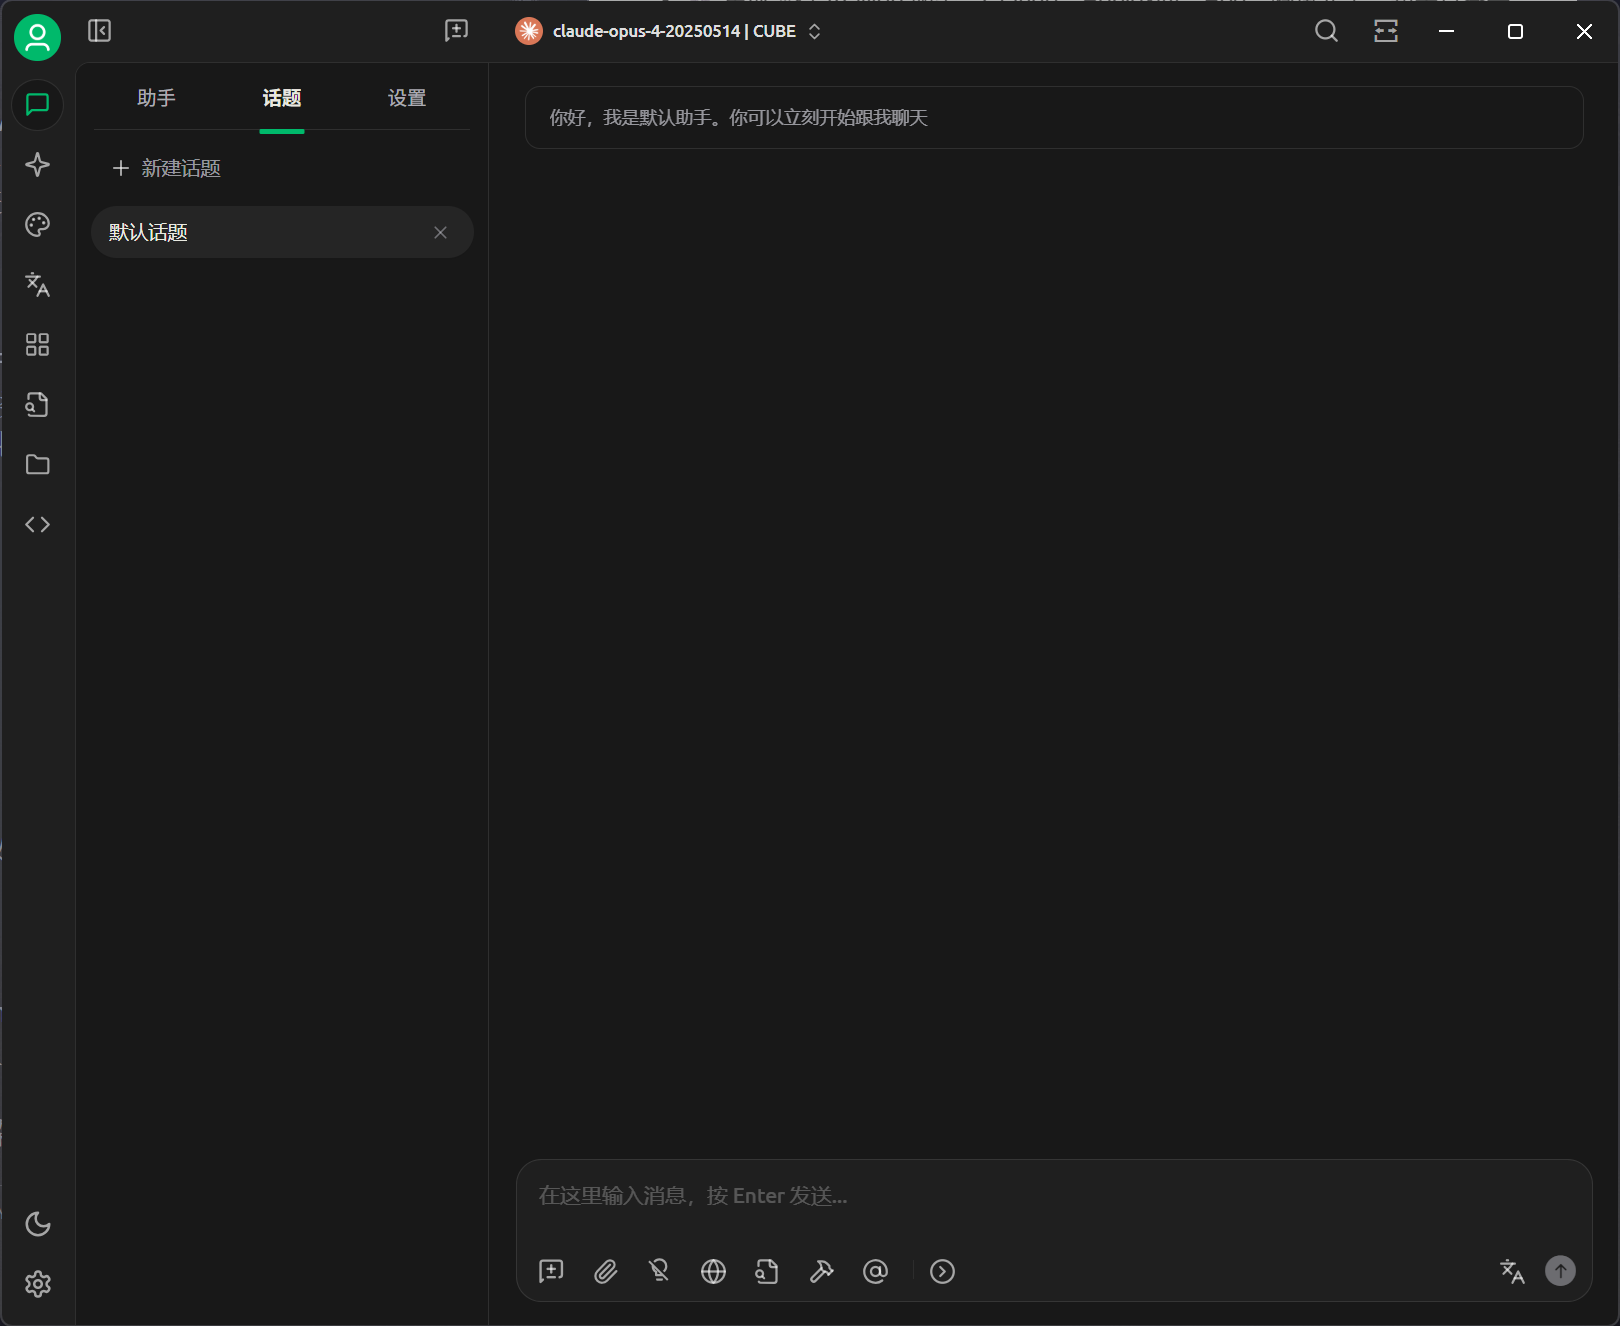 claude-opus-4-20250514 | CUBE
助手
话题
设置
新建话题
默认话题
你好，我是默认助手。你可以立刻开始跟我聊天
在这里输入消息，按 Enter 发送...